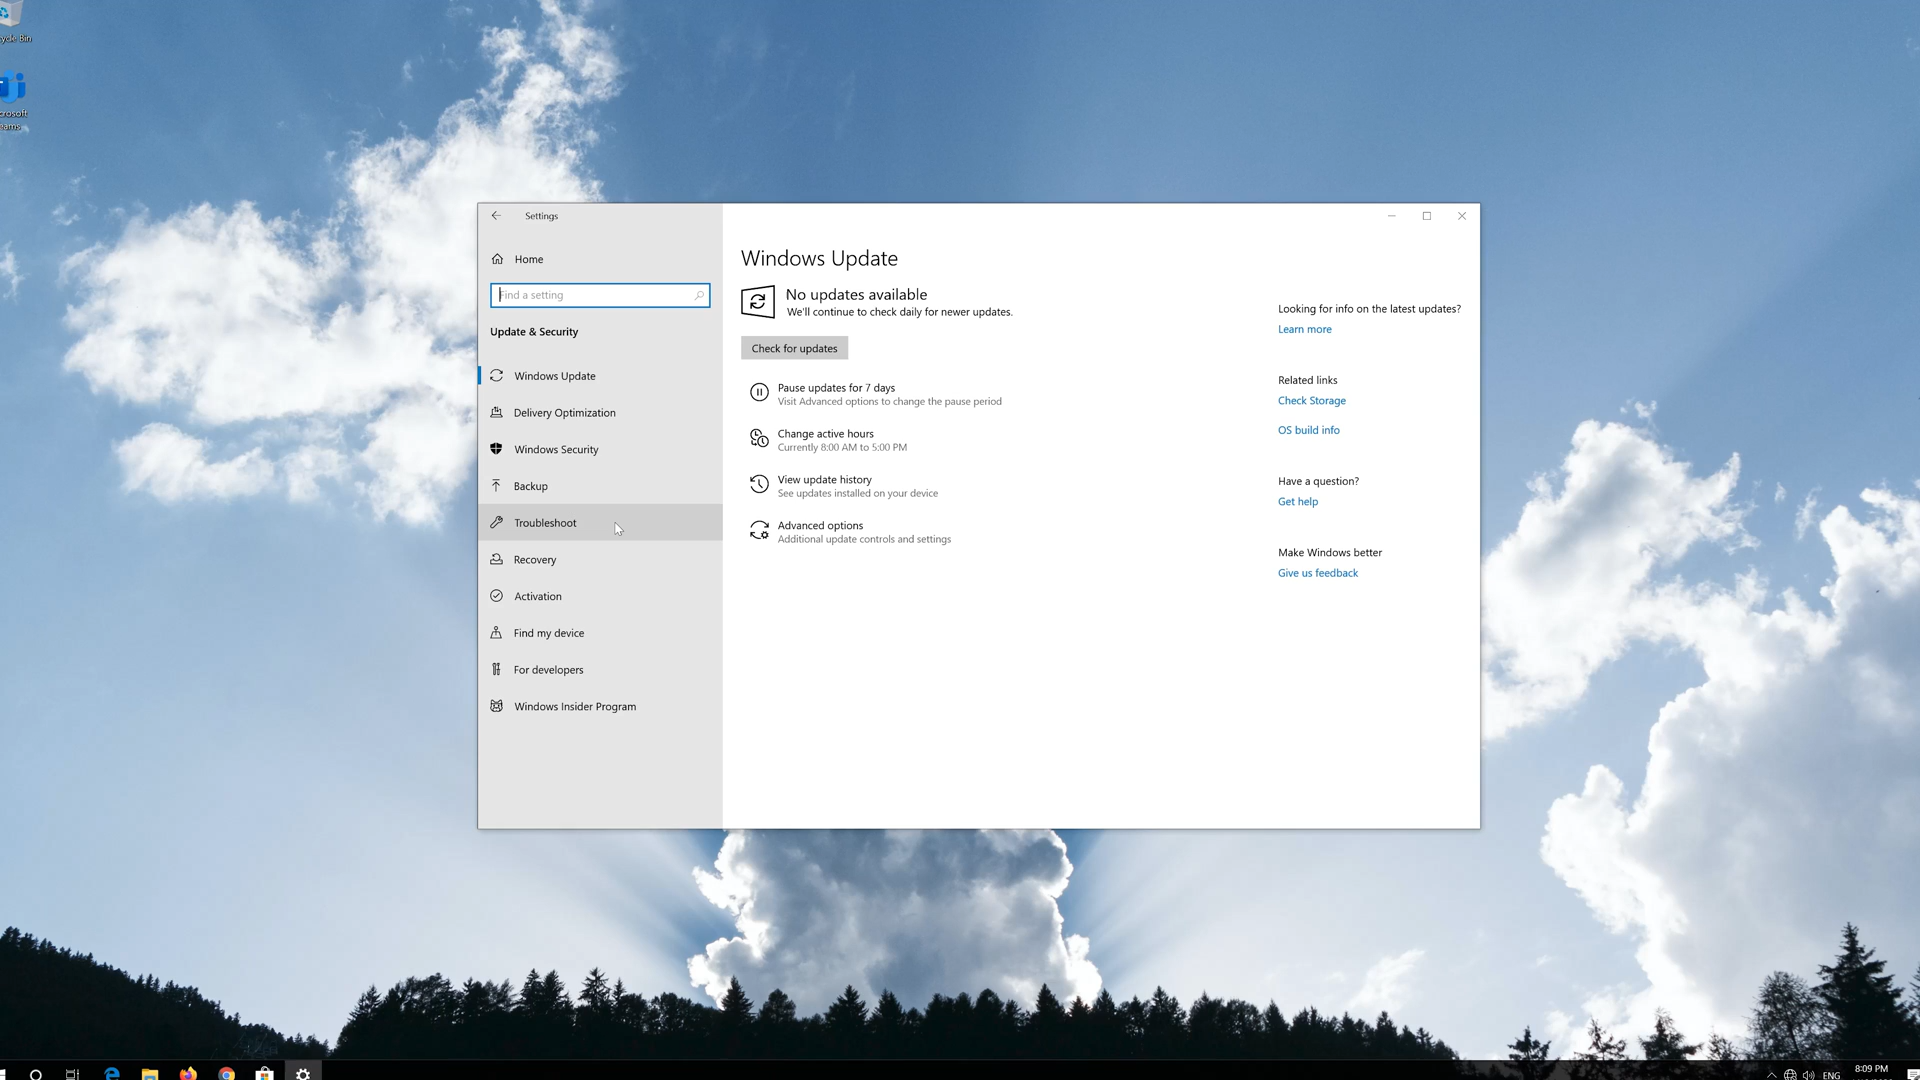 Settings
Home
Find a setting
Update & Security
Windows Update
Delivery Optimization
Windows Security
Backup
Troubleshoot
Recovery
Activation
Find my device
For developers
Windows Insider Program
Windows Update
No updates available
We'll continue to check daily for newer updates.
Check for updates
Pause updates for 7 days
Visit Advanced options to change the pause period
Change active hours
Currently 8:00 AM to 5:00 PM
View update history
See updates installed on your device
Advanced options
Additional update controls and settings
Looking for info on the latest updates?
Learn more
Related links
Check Storage
OS build info
Have a question?
Get help
Make Windows better
Give us feedback
ycle Bin
crosoft
eams
ENG
8:09 PM